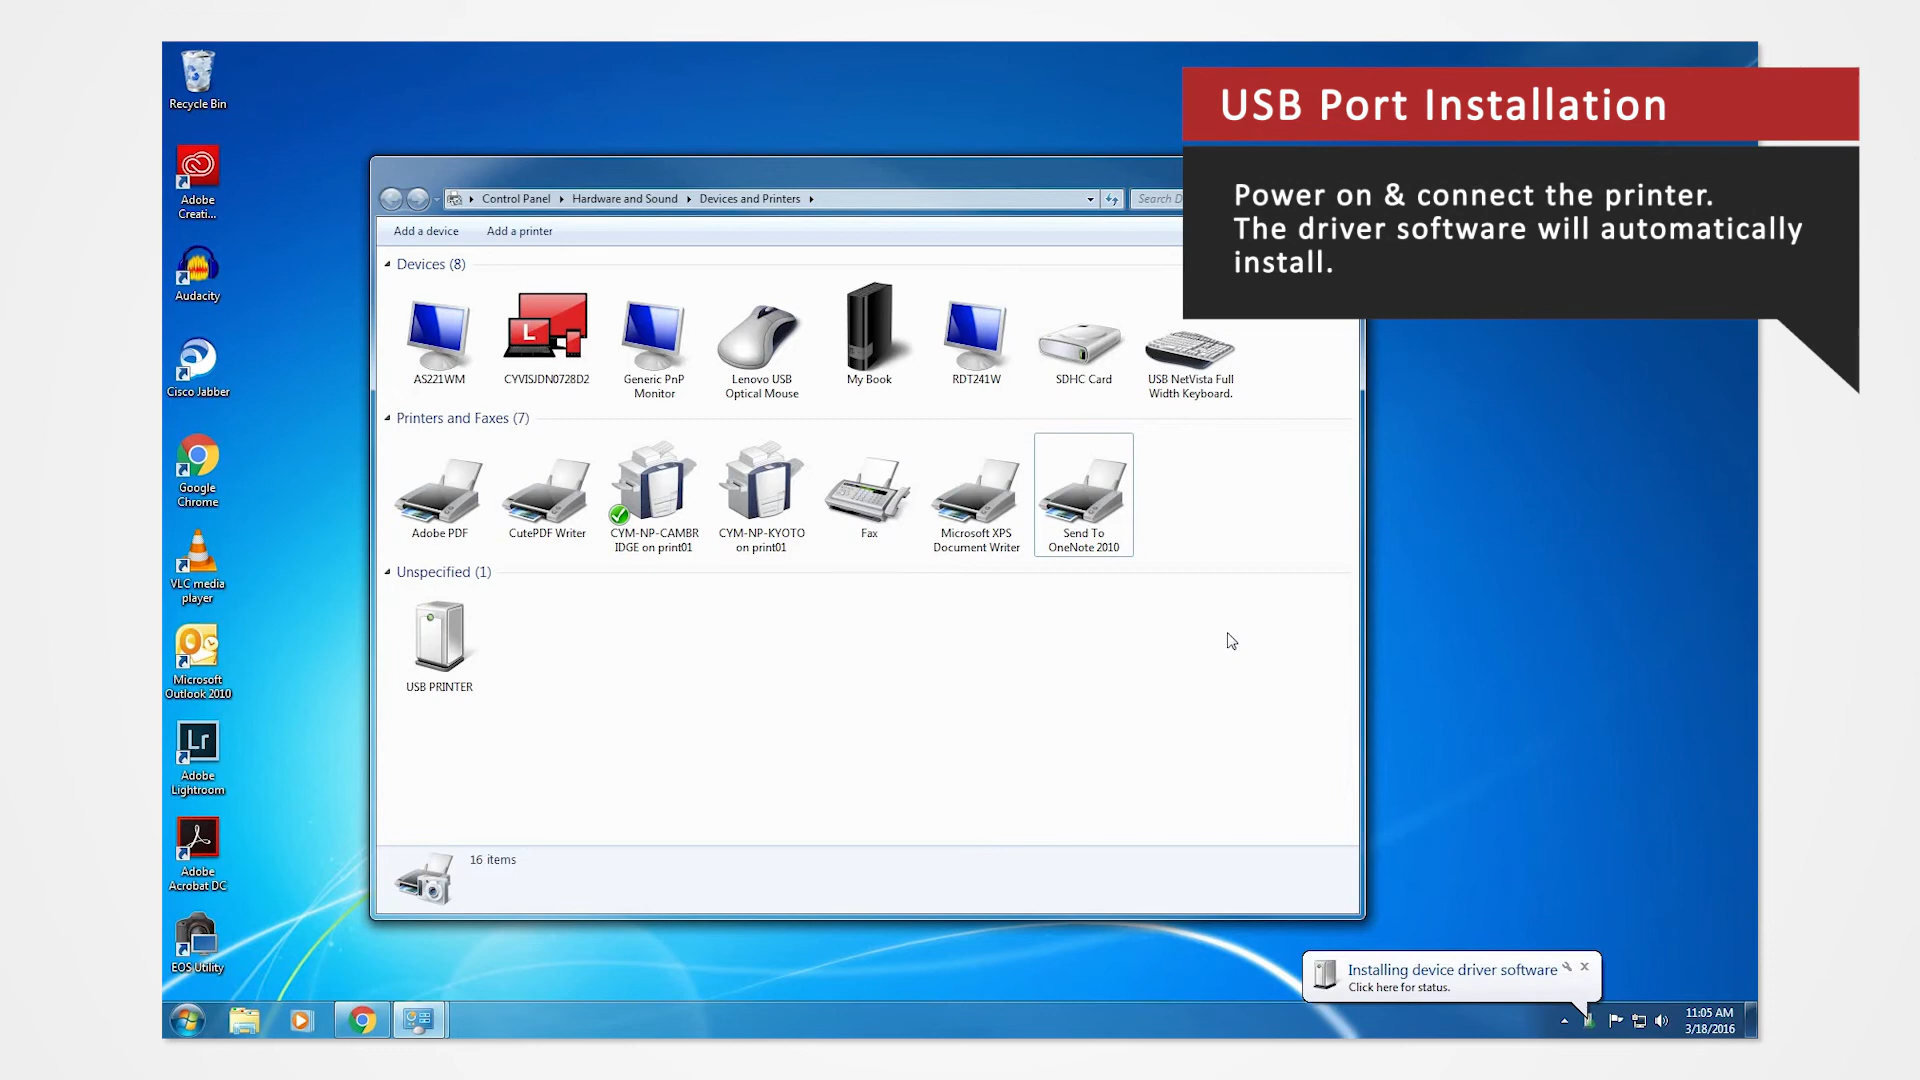 USB Port Installation
Power on & connect the printer.
The driver software will automatically
install.
Recycle Bin
Adobe
Creati...
Audacity
Cisco Jabber
Google
Chrome
VLC media
player
Microsoft
Outlook 2010
Lr
Adobe
Lightroom
Adobe
Acrobat DC
EOS Utility
Control Panel
Hardware and Sound
Devices and Printers
Search D
Add a device
Add a printer
Devices (8)
AS221WM
L
CYVISJDN0728D2
Generic PnP
Monitor
Lenovo USB
Optical Mouse
My Book
RDT241W
SDHC Card
USB NetVista Full
Width Keyboard.
Printers and Faxes (7)
Adobe PDF
CutePDF Writer
CYM-NP-CAMBR
IDGE on print01
CYM-NP-KYOTO
on print01
Fax
Microsoft XPS
Document Writer
Send To
OneNote 2010
Unspecified (1)
USB PRINTER
16 items
Installing device driver software
Click here for status.
11:05 AM
3/18/2016